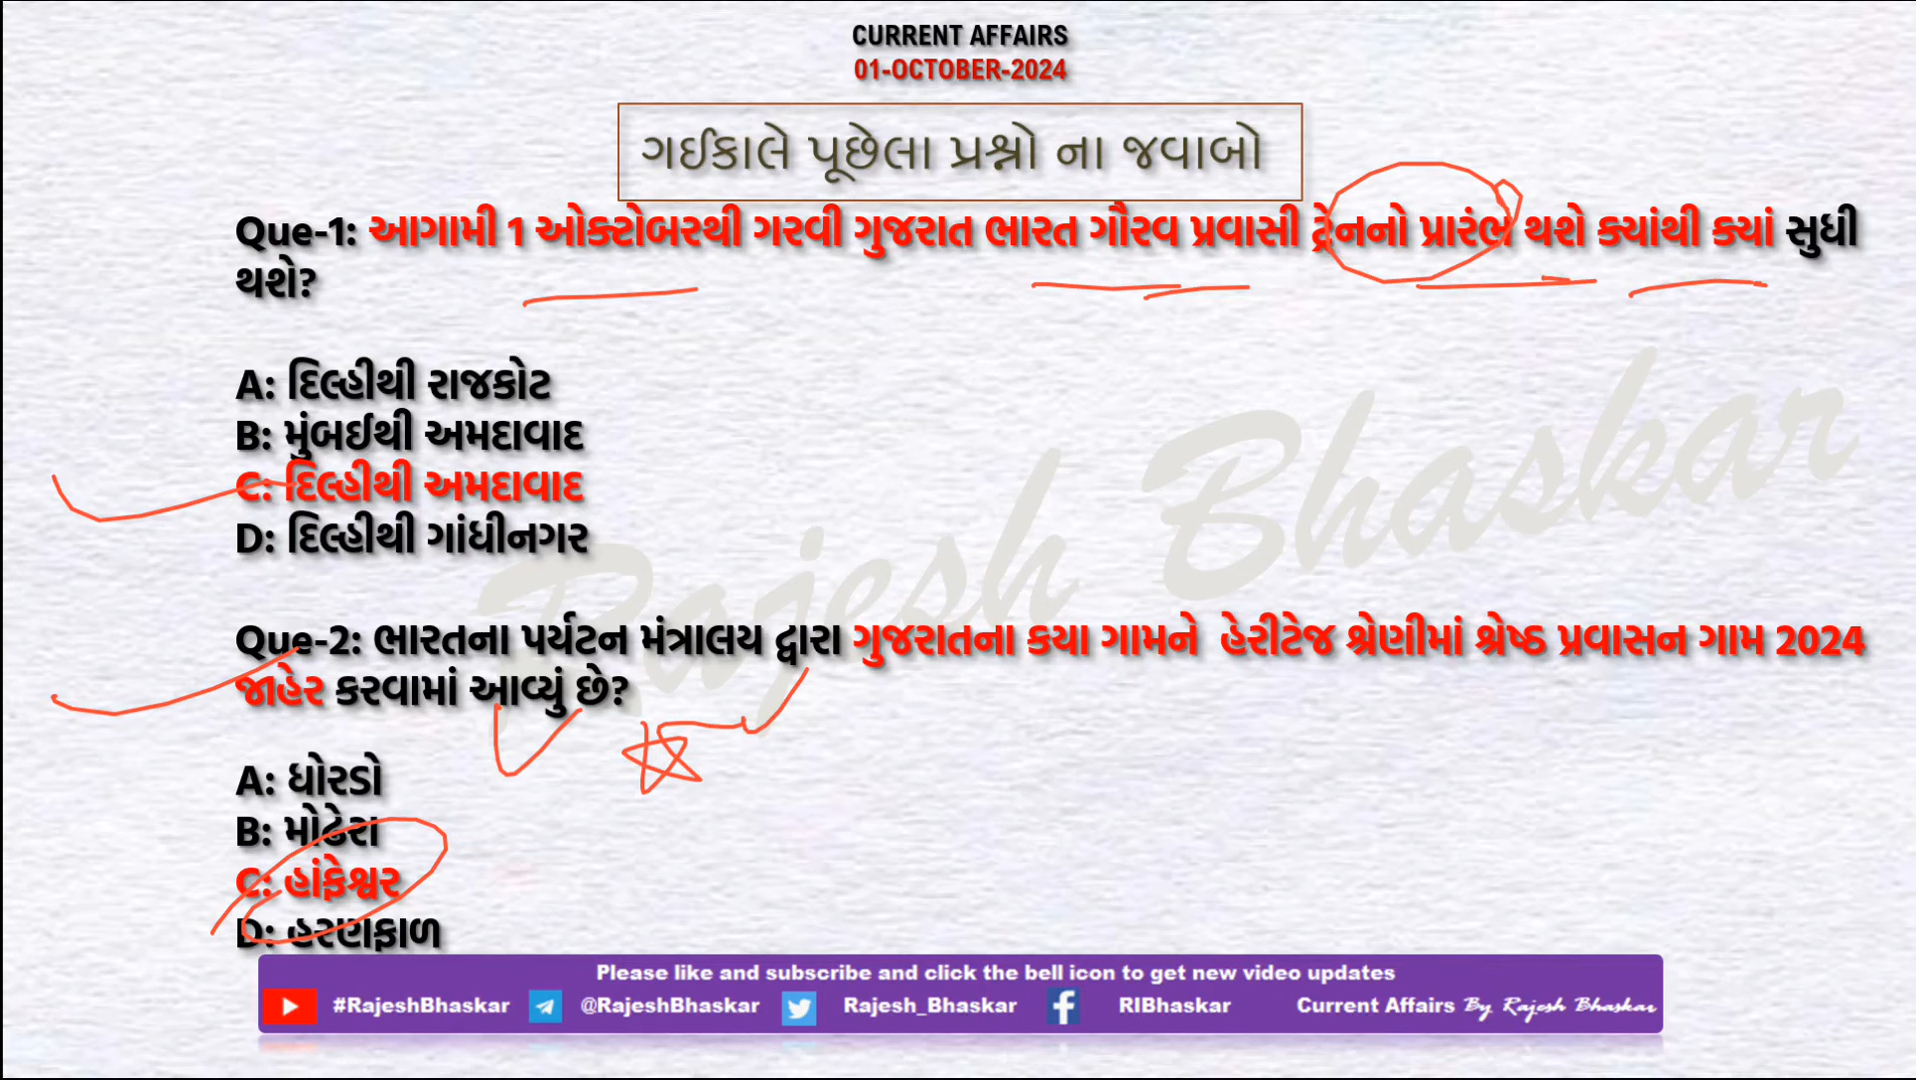 CURRENT AFFAIRS
01-OCTOBER-2024
ગઈકાલે પૂછેલા પ્રશ્નો ના જવાબો
Que-1: આગામી 1 ઓક્ટોબરથી ગરવી ગુજરાત ભારત ગૌરવ પ્રવાસી ટ્રેનનો પ્રારંભ થશે ક્યાંથી ક્યાં સુધી
થશે?
A: દિલ્હીથી રાજકોટ
B: મુંબઈથી અમદાવાદ
C: દિલ્હીથી અમદાવાદ
D: દિલ્હીથી ગાંધીનગર
Rajesh Bhaskar
Que-2: ભારતના પર્યટન મંત્રાલય દ્વારા ગુજરાતના કયા ગામને હેરીટેજ શ્રેણીમાં શ્રેષ્ઠ પ્રવાસન ગામ 2024
જાહેર કરવામાં આવ્યું છે?
A: ધોરડો
B: મોઢેરા
C: હાંફેશ્વર
D: હરણફાળ
Please like and subscribe and click the bell icon to get new video updates
#RajeshBhaskar @RajeshBhaskar Rajesh_Bhaskar RIBhaskar Current Affairs By Rajesh Bhaskar